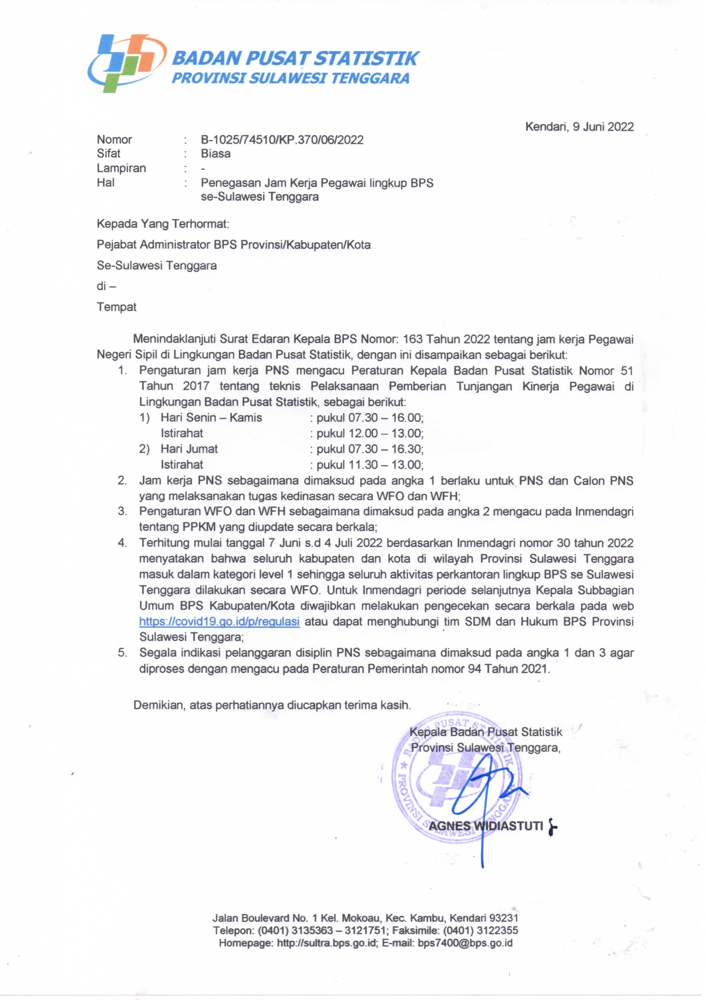 BADAN PUSAT STATISTIK
PROVINSI SULAWESI TENGGARA
Kendari, 9 Juni 2022
Nomor : B-1025/74510/KP.370/06/2022
Sifat : Biasa
Lampiran : -
Hal : Penegasan Jam Kerja Pegawai lingkup BPS
se-Sulawesi Tenggara
Kepada Yang Terhormat:
Pejabat Administrator BPS Provinsi/Kabupaten/Kota
Se-Sulawesi Tenggara
di –
Tempat
Menindaklanjuti Surat Edaran Kepala BPS Nomor: 163 Tahun 2022 tentang jam kerja Pegawai
Negeri Sipil di Lingkungan Badan Pusat Statistik, dengan ini disampaikan sebagai berikut:
1. Pengaturan jam kerja PNS mengacu Peraturan Kepala Badan Pusat Statistik Nomor 51
Tahun 2017 tentang teknis Pelaksanaan Pemberian Tunjangan Kinerja Pegawai di
Lingkungan Badan Pusat Statistik, sebagai berikut:
1) Hari Senin – Kamis : pukul 07.30 – 16.00;
Istirahat : pukul 12.00 – 13.00;
2) Hari Jumat : pukul 07.30 – 16.30;
Istirahat : pukul 11.30 – 13.00;
2. Jam kerja PNS sebagaimana dimaksud pada angka 1 berlaku untuk PNS dan Calon PNS
yang melaksanakan tugas kedinasan secara WFO dan WFH;
3. Pengaturan WFO dan WFH sebagaimana dimaksud pada angka 2 mengacu pada Inmendagri
tentang PPKM yang diupdate secara berkala;
4. Terhitung mulai tanggal 7 Juni s.d 4 Juli 2022 berdasarkan Inmendagri nomor 30 tahun 2022
menyatakan bahwa seluruh kabupaten dan kota di wilayah Provinsi Sulawesi Tenggara
masuk dalam kategori level 1 sehingga seluruh aktivitas perkantoran lingkup BPS se Sulawesi
Tenggara dilakukan secara WFO. Untuk Inmendagri periode selanjutnya Kepala Subbagian
Umum BPS Kabupaten/Kota diwajibkan melakukan pengecekan secara berkala pada web
https://covid19.go.id/p/regulasi atau dapat menghubungi tim SDM dan Hukum BPS Provinsi
Sulawesi Tenggara;
5. Segala indikasi pelanggaran disiplin PNS sebagaimana dimaksud pada angka 1 dan 3 agar
diproses dengan mengacu pada Peraturan Pemerintah nomor 94 Tahun 2021.
Demikian, atas perhatiannya diucapkan terima kasih.
Kepala Badan Pusat Statistik
Provinsi Sulawesi Tenggara,
BADAN PUSAT STATISTIK
PROVINSI SULAWESI TENGGARA
AGNES WIDIASTUTI
Jalan Boulevard No. 1 Kel. Mokoau, Kec. Kambu, Kendari 93231
Telepon: (0401) 3135363 – 3121751; Faksimile: (0401) 3122355
Homepage: http://sultra.bps.go.id; E-mail: bps7400@bps.go.id